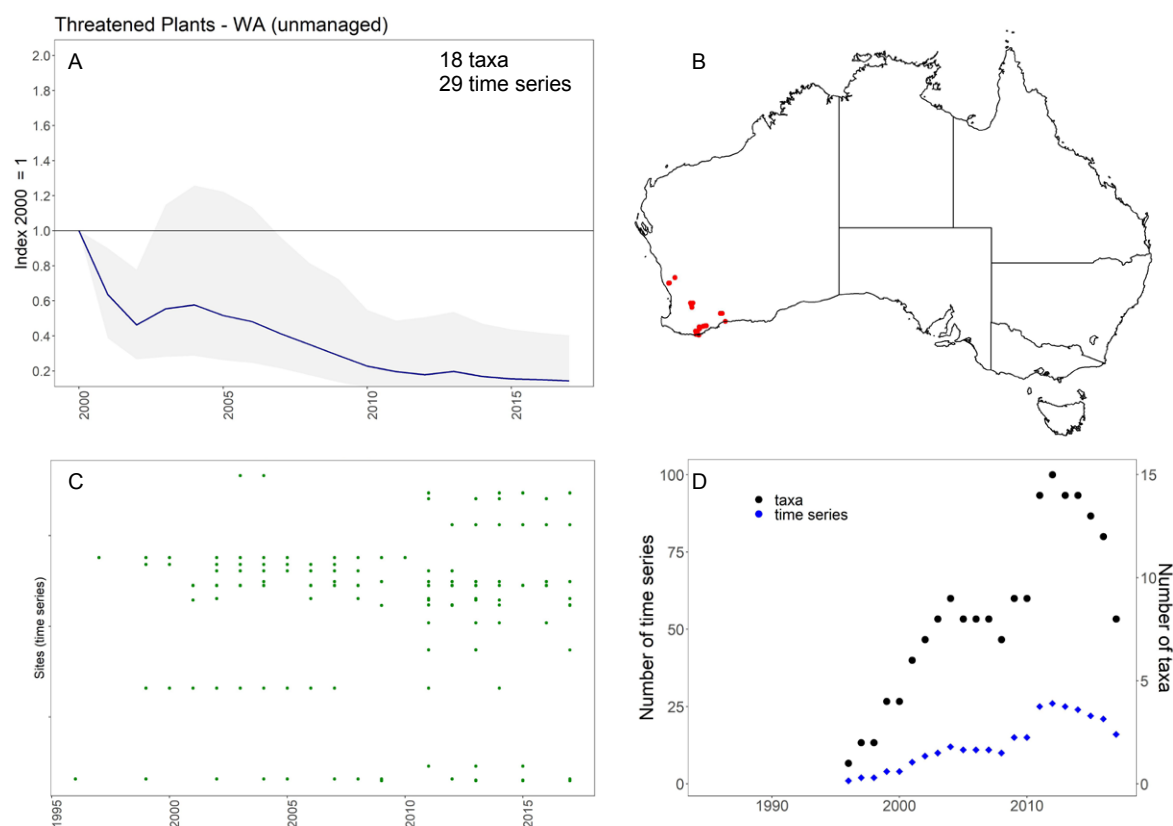 Threatened Plants - WA (unmanaged)
A
18 taxa
29 time series
2.0
1.8
1.6
1.4
1.2
1.0
0.8
0.6
0.4
0.2
Index 2000 = 1
2000
2005
2010
2015
B
C
Sites (time series)
1995
2000
2005
2010
2015
D
taxa
time series
100
75
50
25
0
Number of time series
15
10
5
0
Number of taxa
1990
2000
2010